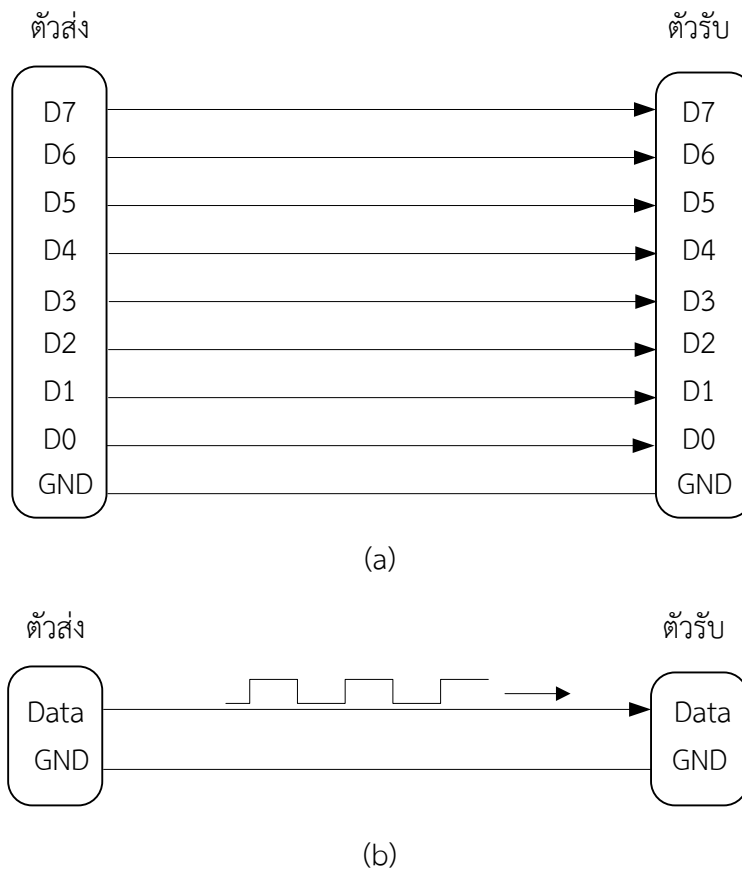 ตัวส่ง ตัวรับ
D7 D7
D6 D6
D5 D5
D4 D4
D3 D3
D2 D2
D1 D1
D0 D0
GND GND
(a)
ตัวส่ง ตัวรับ
Data Data
GND GND
(b)